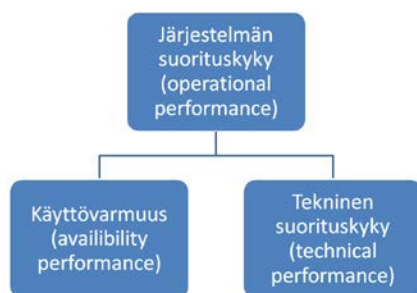 Järjestelmän
suorituskyky
(operational
performance)
Käyttövarmuus
(availibility
performance)
Tekninen
suorituskyky
(technical
performance)